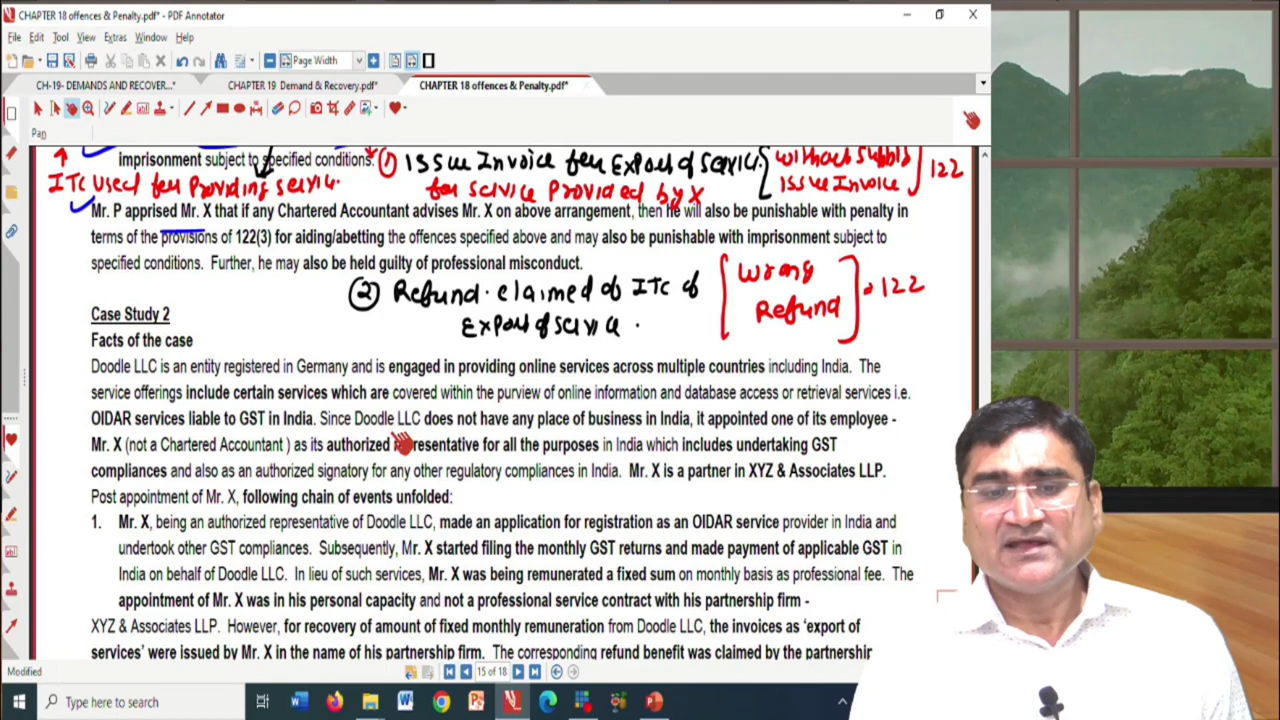 CHAPTER 18 offences & Penalty.pdf* - PDF Annotator
File Edit Tool View Extras Window Help
Page Width
CH-19- DEMANDS AND RECOVER...* CHAPTER 19 Demand & Recovery.pdf* CHAPTER 18 offences & Penalty.pdf*
Pan
imprisonment subject to specified conditions. ① Issue Invoice for Export of Service. without Supply 122
ITC Used for Providing Service. for Service Provided by X Issue Invoice
Mr. P apprised Mr. X that if any Chartered Accountant advises Mr. X on above arrangement, then he will also be punishable with penalty in
terms of the provisions of 122(3) for aiding/abetting the offences specified above and may also be punishable with imprisonment subject to
specified conditions. Further, he may also be held guilty of professional misconduct.
② Refund claimed of ITC of Wrong 122
Export of Service. Refund
Case Study 2
Facts of the case
Doodle LLC is an entity registered in Germany and is engaged in providing online services across multiple countries including India. The
service offerings include certain services which are covered within the purview of online information and database access or retrieval services i.e.
OIDAR services liable to GST in India. Since Doodle LLC does not have any place of business in India, it appointed one of its employee -
Mr. X (not a Chartered Accountant ) as its authorized representative for all the purposes in India which includes undertaking GST
compliances and also as an authorized signatory for any other regulatory compliances in India. Mr. X is a partner in XYZ & Associates LLP.
Post appointment of Mr. X, following chain of events unfolded:
1. Mr. X, being an authorized representative of Doodle LLC, made an application for registration as an OIDAR service provider in India and
undertook other GST compliances. Subsequently, Mr. X started filing the monthly GST returns and made payment of applicable GST in
India on behalf of Doodle LLC. In lieu of such services, Mr. X was being remunerated a fixed sum on monthly basis as professional fee. The
appointment of Mr. X was in his personal capacity and not a professional service contract with his partnership firm -
XYZ & Associates LLP. However, for recovery of amount of fixed monthly remuneration from Doodle LLC, the invoices as 'export of
services' were issued by Mr. X in the name of his partnership firm. The corresponding refund benefit was claimed by the partnership
Modified 15 of 18
Type here to search